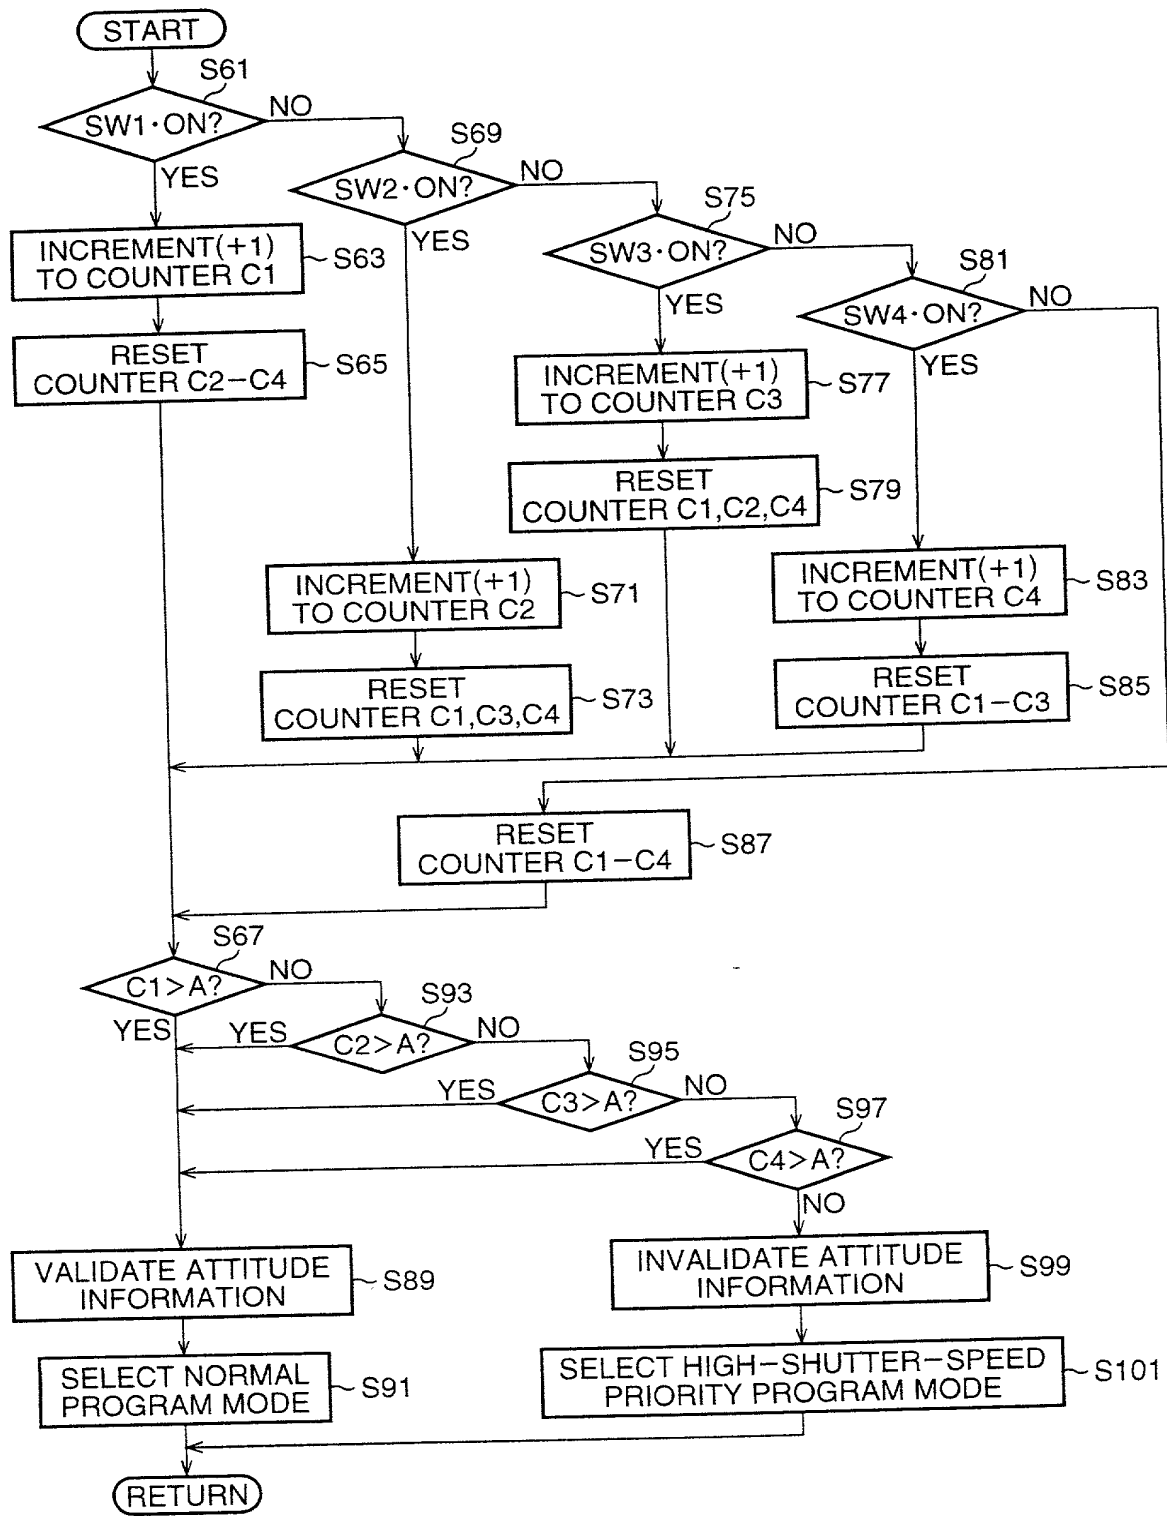 START
S61
SW1·ON?
NO
YES
S69
SW2·ON?
NO
YES
S75
SW3·ON?
NO
YES
S81
SW4·ON?
NO
YES
INCREMENT(+1)
TO COUNTER C1
S63
RESET
COUNTER C2-C4
S65
INCREMENT(+1)
TO COUNTER C3
S77
RESET
COUNTER C1,C2,C4
S79
INCREMENT(+1)
TO COUNTER C2
S71
RESET
COUNTER C1,C3,C4
S73
INCREMENT(+1)
TO COUNTER C4
S83
RESET
COUNTER C1-C3
S85
RESET
COUNTER C1-C4
S87
S67
C1>A?
NO
YES
S93
C2>A?
YES
NO
S95
C3>A?
YES
NO
S97
C4>A?
YES
NO
VALIDATE ATTITUDE
INFORMATION
S89
SELECT NORMAL
PROGRAM MODE
S91
INVALIDATE ATTITUDE
INFORMATION
S99
SELECT HIGH-SHUTTER-SPEED
PRIORITY PROGRAM MODE
S101
RETURN